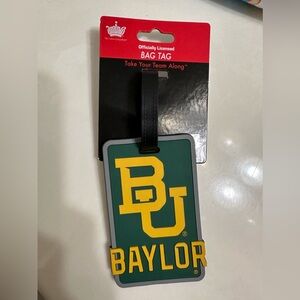 Officially Licensed
BAG TAG
Take Your Team Along™
BU
®
BAYLOR
®